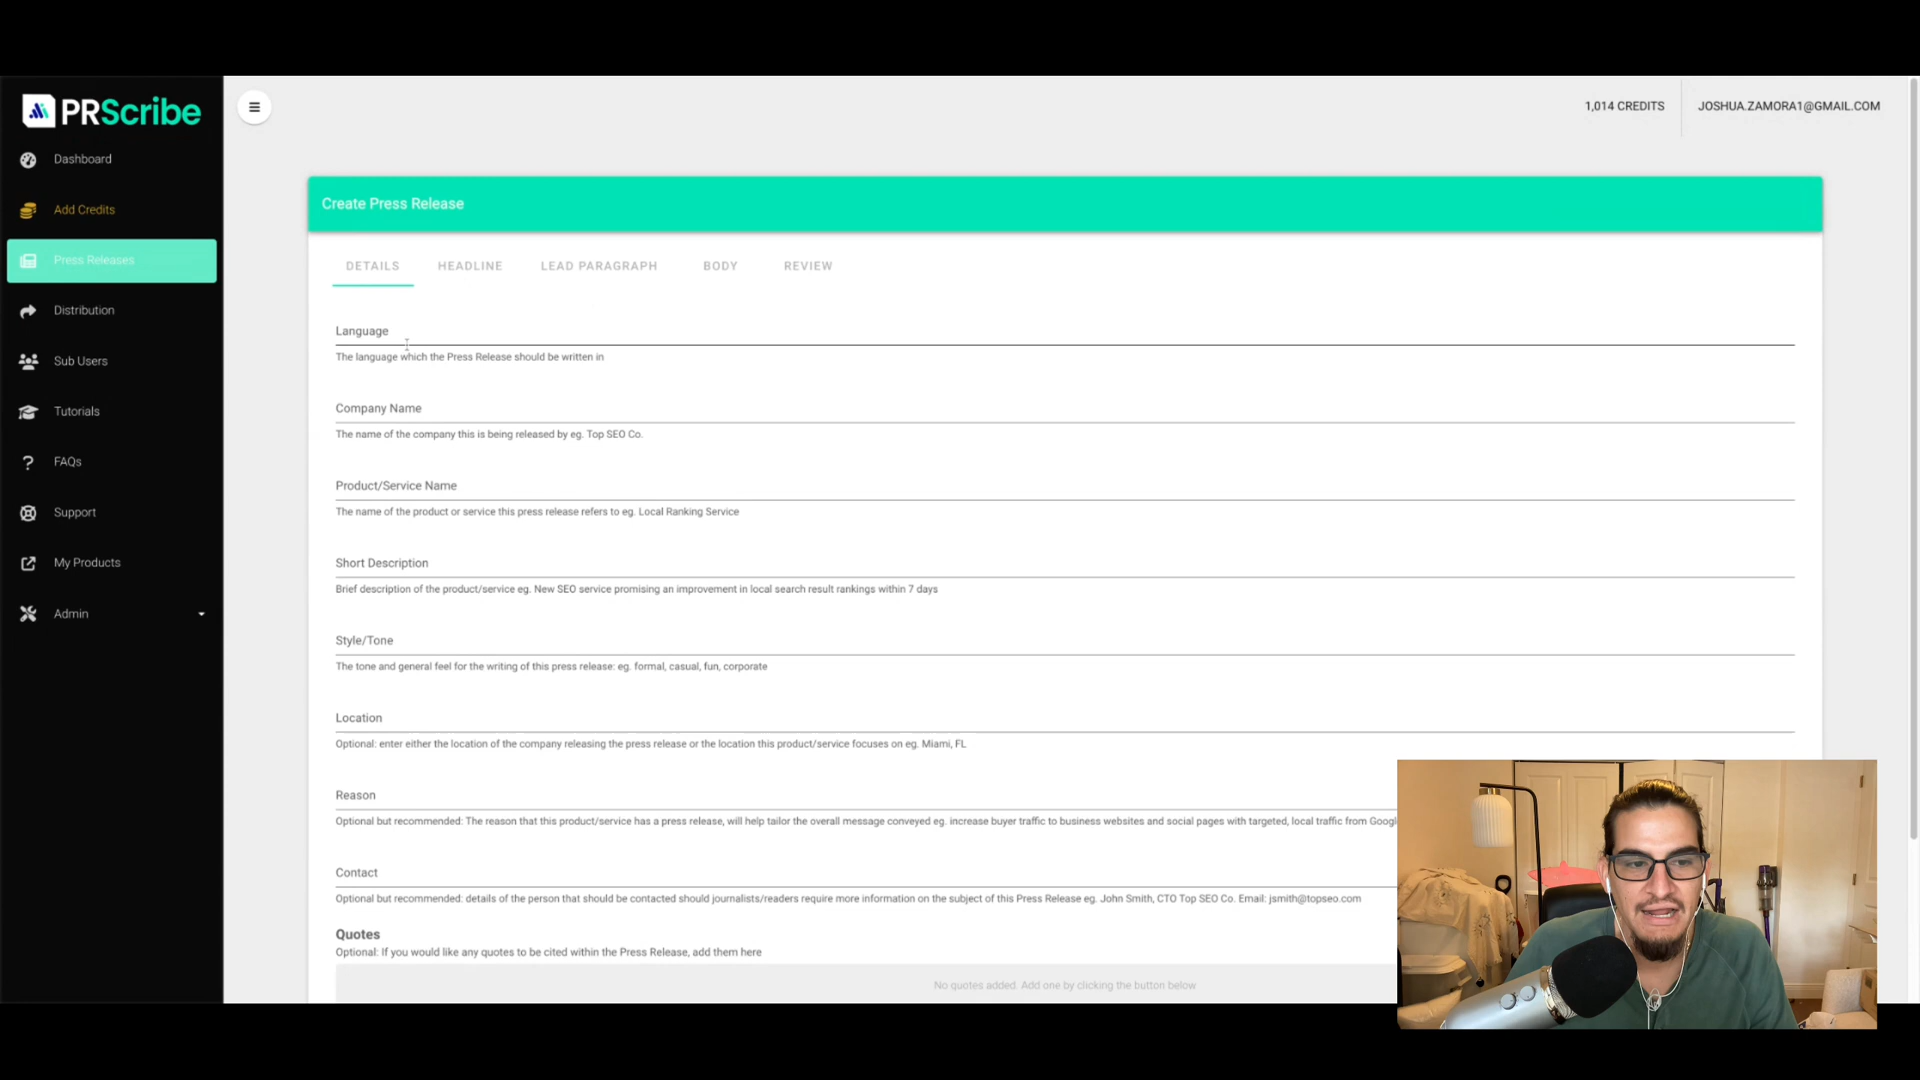 PRScribe
1,014 CREDITS
JOSHUA.ZAMORA1@GMAIL.COM
Dashboard
Add Credits
Press Releases
Distribution
Sub Users
Tutorials
FAQs
Support
My Products
Admin
Create Press Release
DETAILS HEADLINE LEAD PARAGRAPH BODY REVIEW
Language
The language which the Press Release should be written in
Company Name
The name of the company this is being released by eg. Top SEO Co.
Product/Service Name
The name of the product or service this press release refers to eg. Local Ranking Service
Short Description
Brief description of the product/service eg. New SEO service promising an improvement in local search result rankings within 7 days
Style/Tone
The tone and general feel for the writing of this press release: eg. formal, casual, fun, corporate
Location
Optional: enter either the location of the company releasing the press release or the location this product/service focuses on eg. Miami, FL
Reason
Optional but recommended: The reason that this product/service has a press release, will help tailor the overall message conveyed eg. increase buyer traffic to business websites and social pages with targeted, local traffic from Googl
Contact
Optional but recommended: details of the person that should be contacted should journalists/readers require more information on the subject of this Press Release eg. John Smith, CTO Top SEO Co. Email: jsmith@topseo.com
Quotes
Optional: If you would like any quotes to be cited within the Press Release, add them here
No quotes added. Add one by clicking the button below